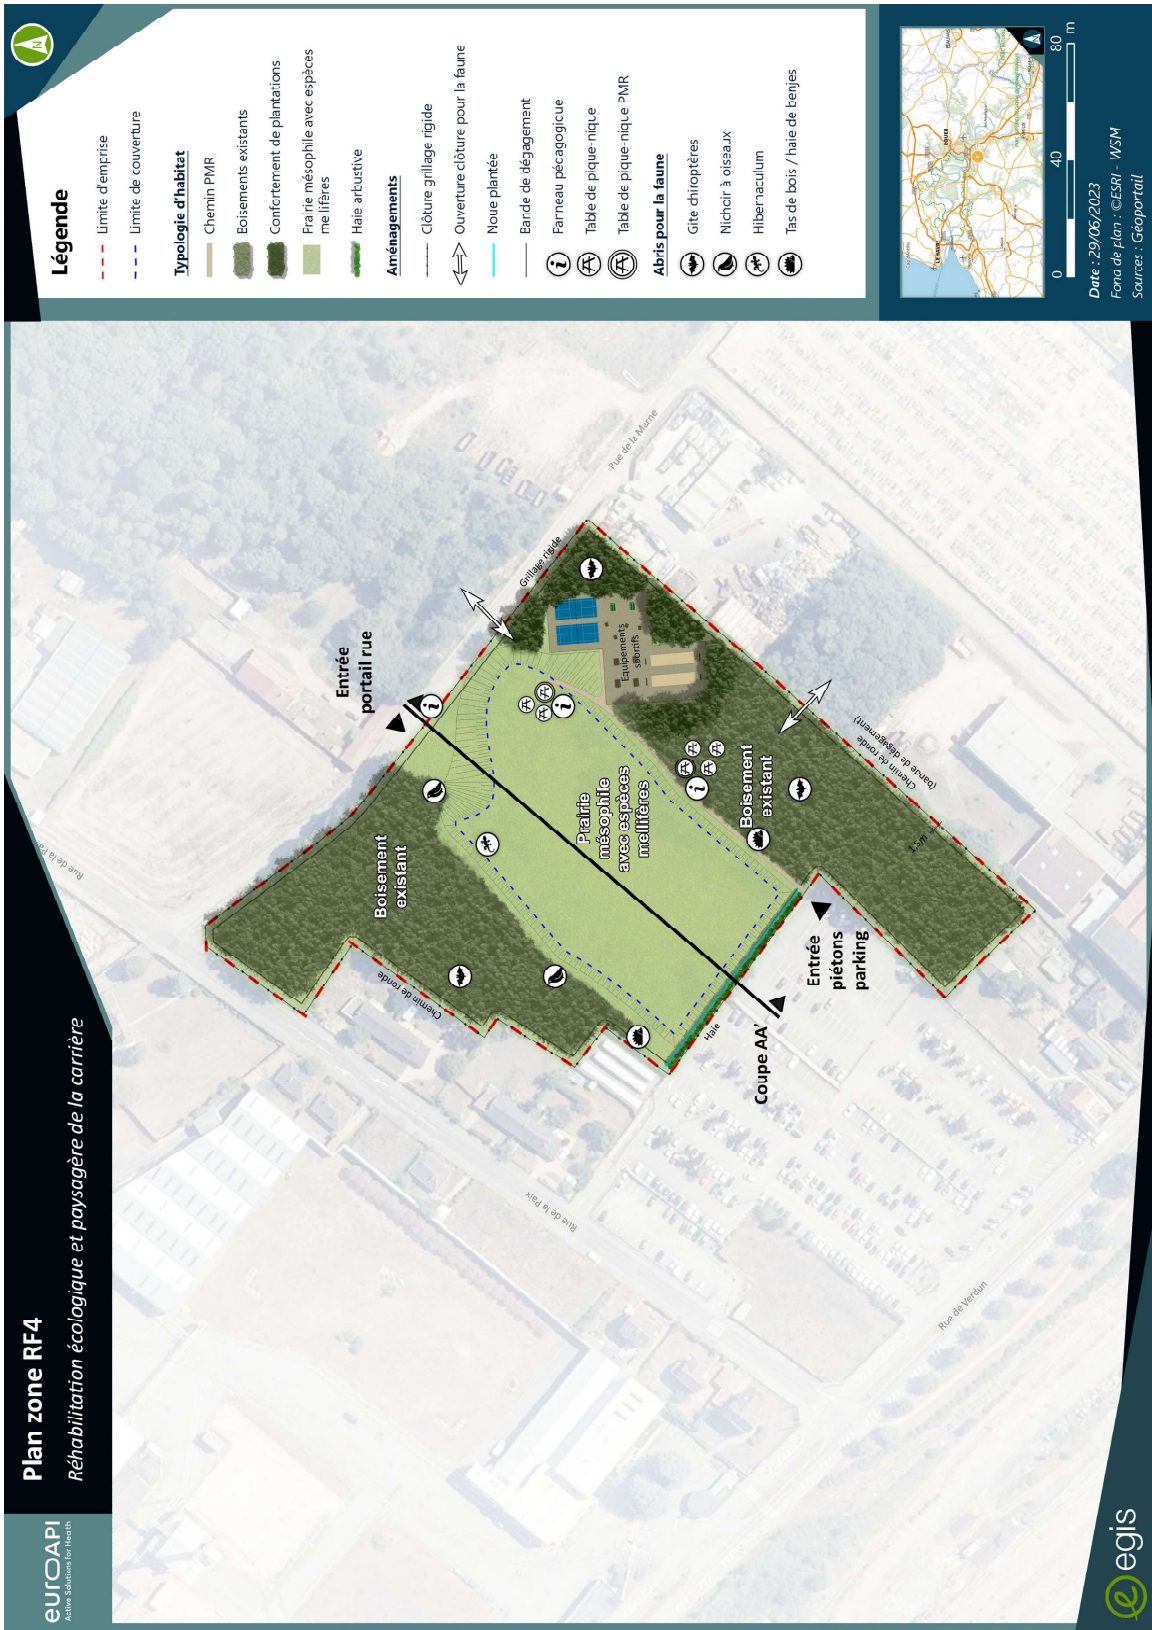 Plan zone RF4
Réhabilitation écologique et paysagère de la carrière
eurOAPI
Active Solutions for Health
Légende
Limite d'emprise
Limite de couverture
Typologie d'habitat
Chemin PMR
Boisements existants
Confortement de plantations
Prairie mésophile avec espèces
mellifères
Haie arbustive
Aménagements
Clôture grillage rigide
Ouverture clôture pour la faune
Noue plantée
Bande de dégagement
Panneau pécagogique
Table de pique-nique
Table de pique-nique PMR
Abris pour la faune
Gîte chiroptères
Nichoir à oiseaux
Hibernaculum
Tas de bois / haie de benjes
0 40 80 m
Date : 29/06/2023
Fond de plan : ©ESRI - WSM
Sources : Géoportail
Rue de la Marne
Grillage rigide
Entrée
portail rue
Equipements
sportifs
Boisement
existant
Prairie
mésophile
avec espèces
mellifères
Boisement
existant
Chemin de ronde
(bande de dégagement)
1,5m
Chemin de ronde
Haie
Entrée
piétons
parking
Coupe AA'
Rue de la Paix
Rue de Verdun
egis